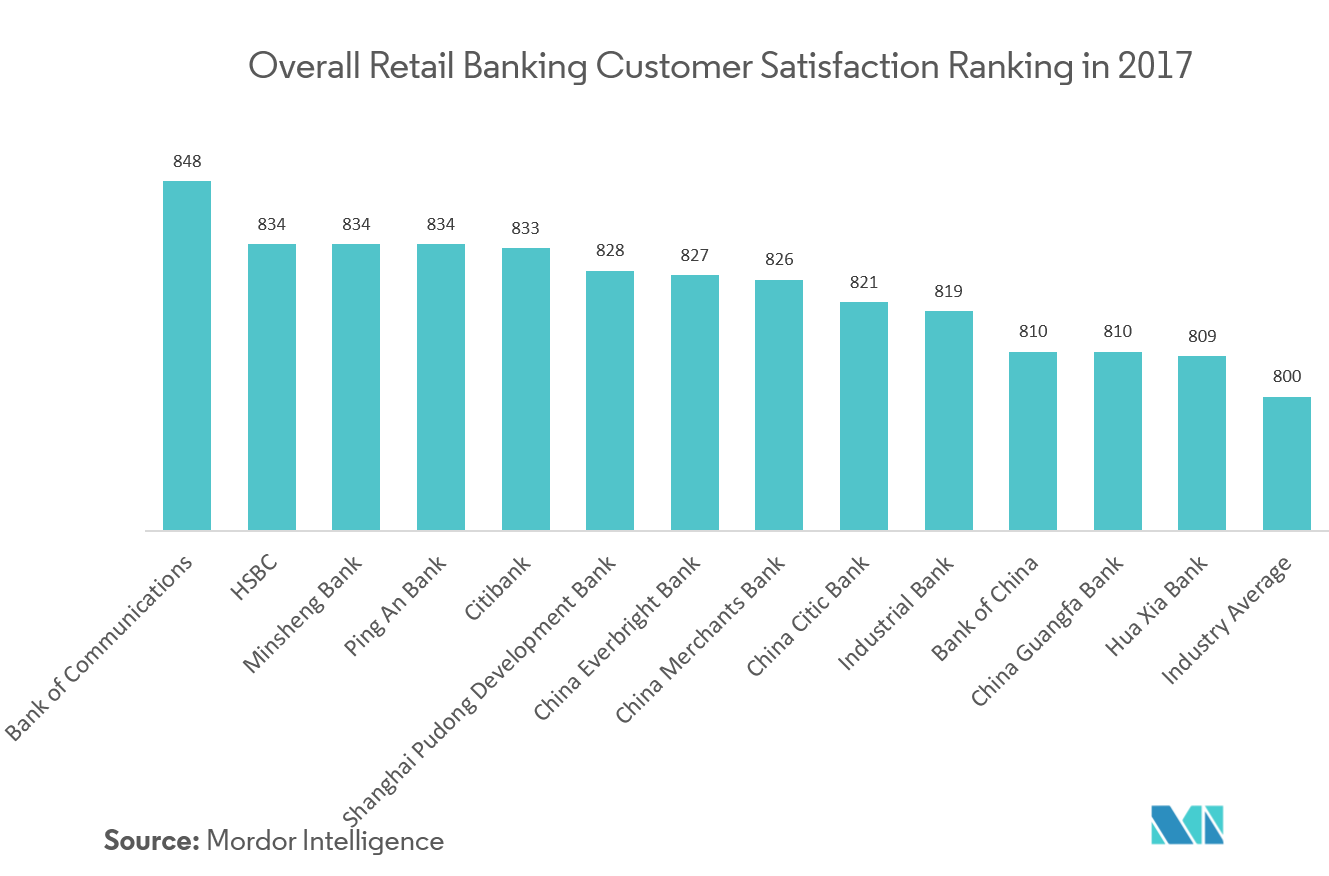 Overall Retail Banking Customer Satisfaction Ranking in 2017
848
834
834
834
833
828
827
826
821
819
810
810
809
800
Bank of Communications
HSBC
Minsheng Bank
Ping An Bank
Citibank
Shanghai Pudong Development Bank
China Everbright Bank
China Merchants Bank
China Citic Bank
Industrial Bank
Bank of China
China Guangfa Bank
Hua Xia Bank
Industry Average
Source: Mordor Intelligence